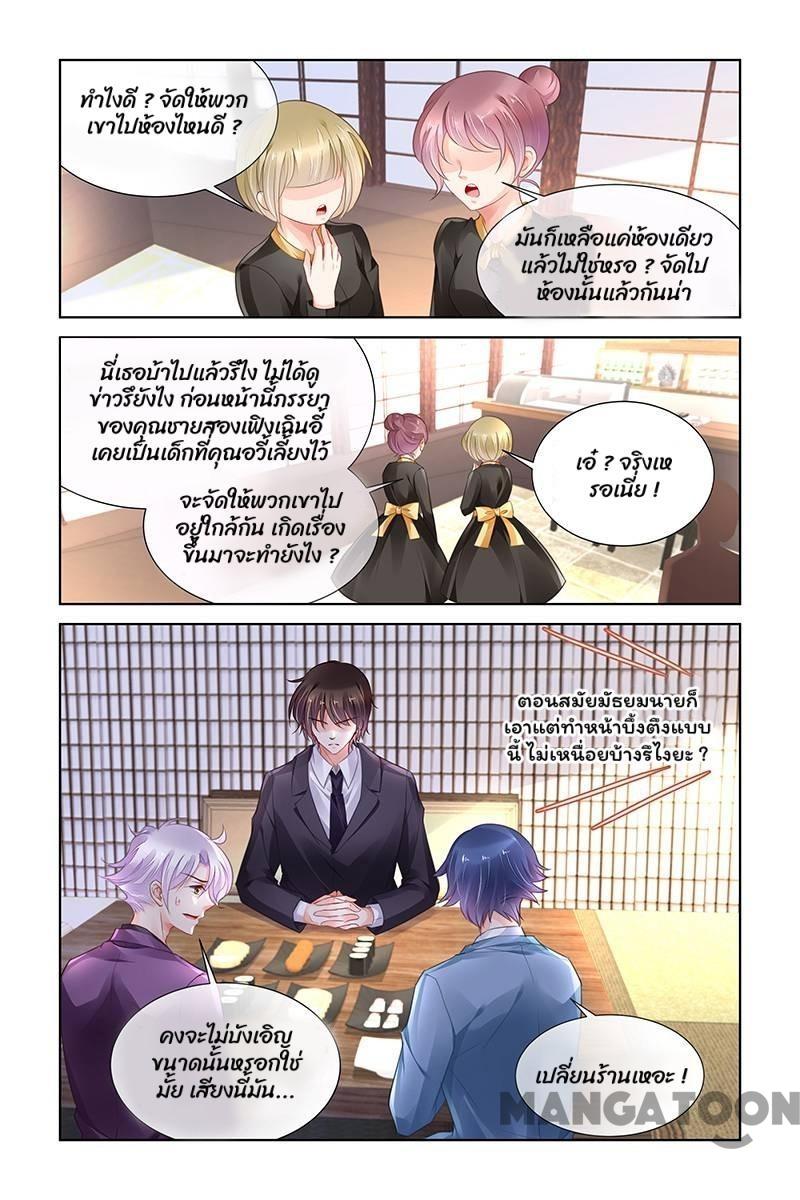 ทำไงดี ? จัดให้พวก
เขาไปห้องไหนดี ?
มันก็เหลือแค่ห้องเดียว
แล้วไม่ใช่หรอ ? จัดไป
ห้องนั้นแล้วกันน่า
นี่เธอบ้าไปแล้วรึไง ไม่ได้ดู
ข่าวรึยังไง ก่อนหน้านี้ภรรยา
ของคุณชายสองเฟิงเฉินอี้
เคยเป็นเด็กที่คุณอวี้เลี้ยงไว้
จะจัดให้พวกเขาไป
อยู่ใกล้กัน เกิดเรื่อง
ขึ้นมาจะทำยังไง ?
เอ๋ ? จริงเห
รอเนี่ย !
ตอนสมัยมัธยมนายก็
เอาแต่ทำหน้าบึ้งตึงแบบ
นี้ ไม่เหนื่อยบ้างรึไงยะ ?
คงจะไม่บังเอิญ
ขนาดนั้นหรอกใช่
มั้ย เสียงนี้มัน...
เปลี่ยนร้านเหอะ !
MANGATOON